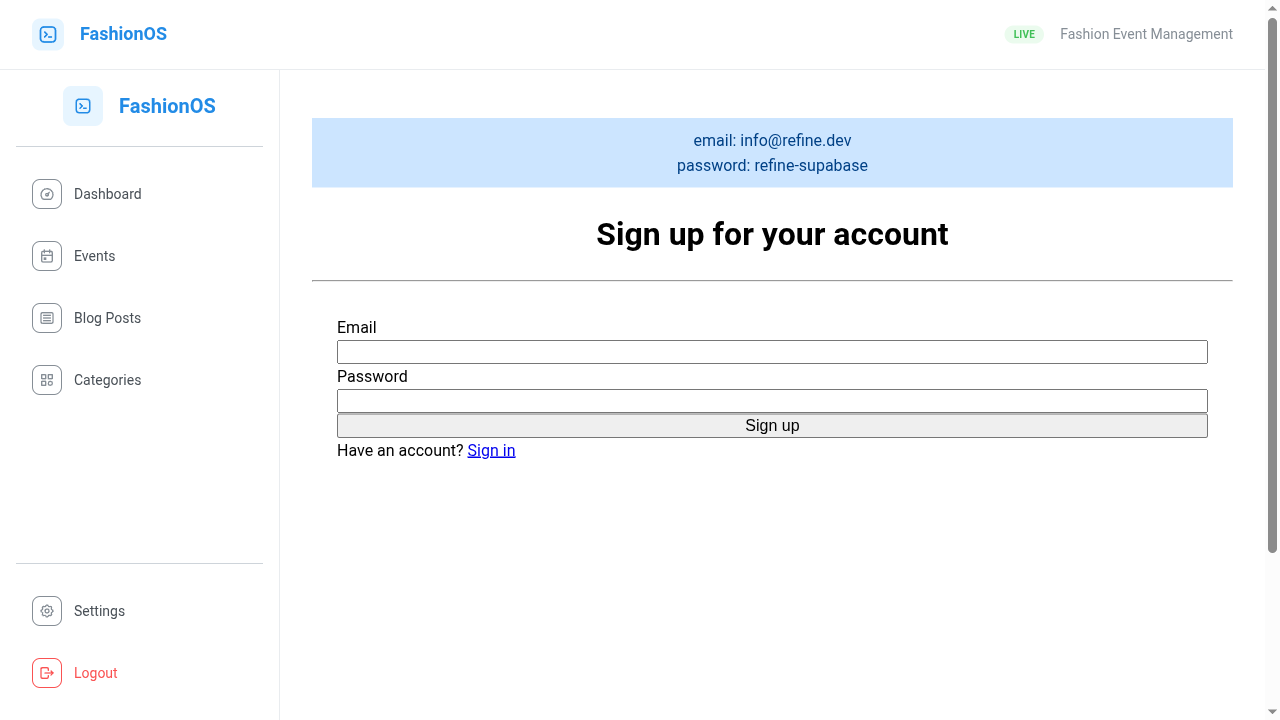 FashionOS
LIVE Fashion Event Management
FashionOS
Dashboard
Events
Blog Posts
Categories
Settings
Logout
email: info@refine.dev
password: refine-supabase
Sign up for your account
Email
Password
Sign up
Have an account? Sign in